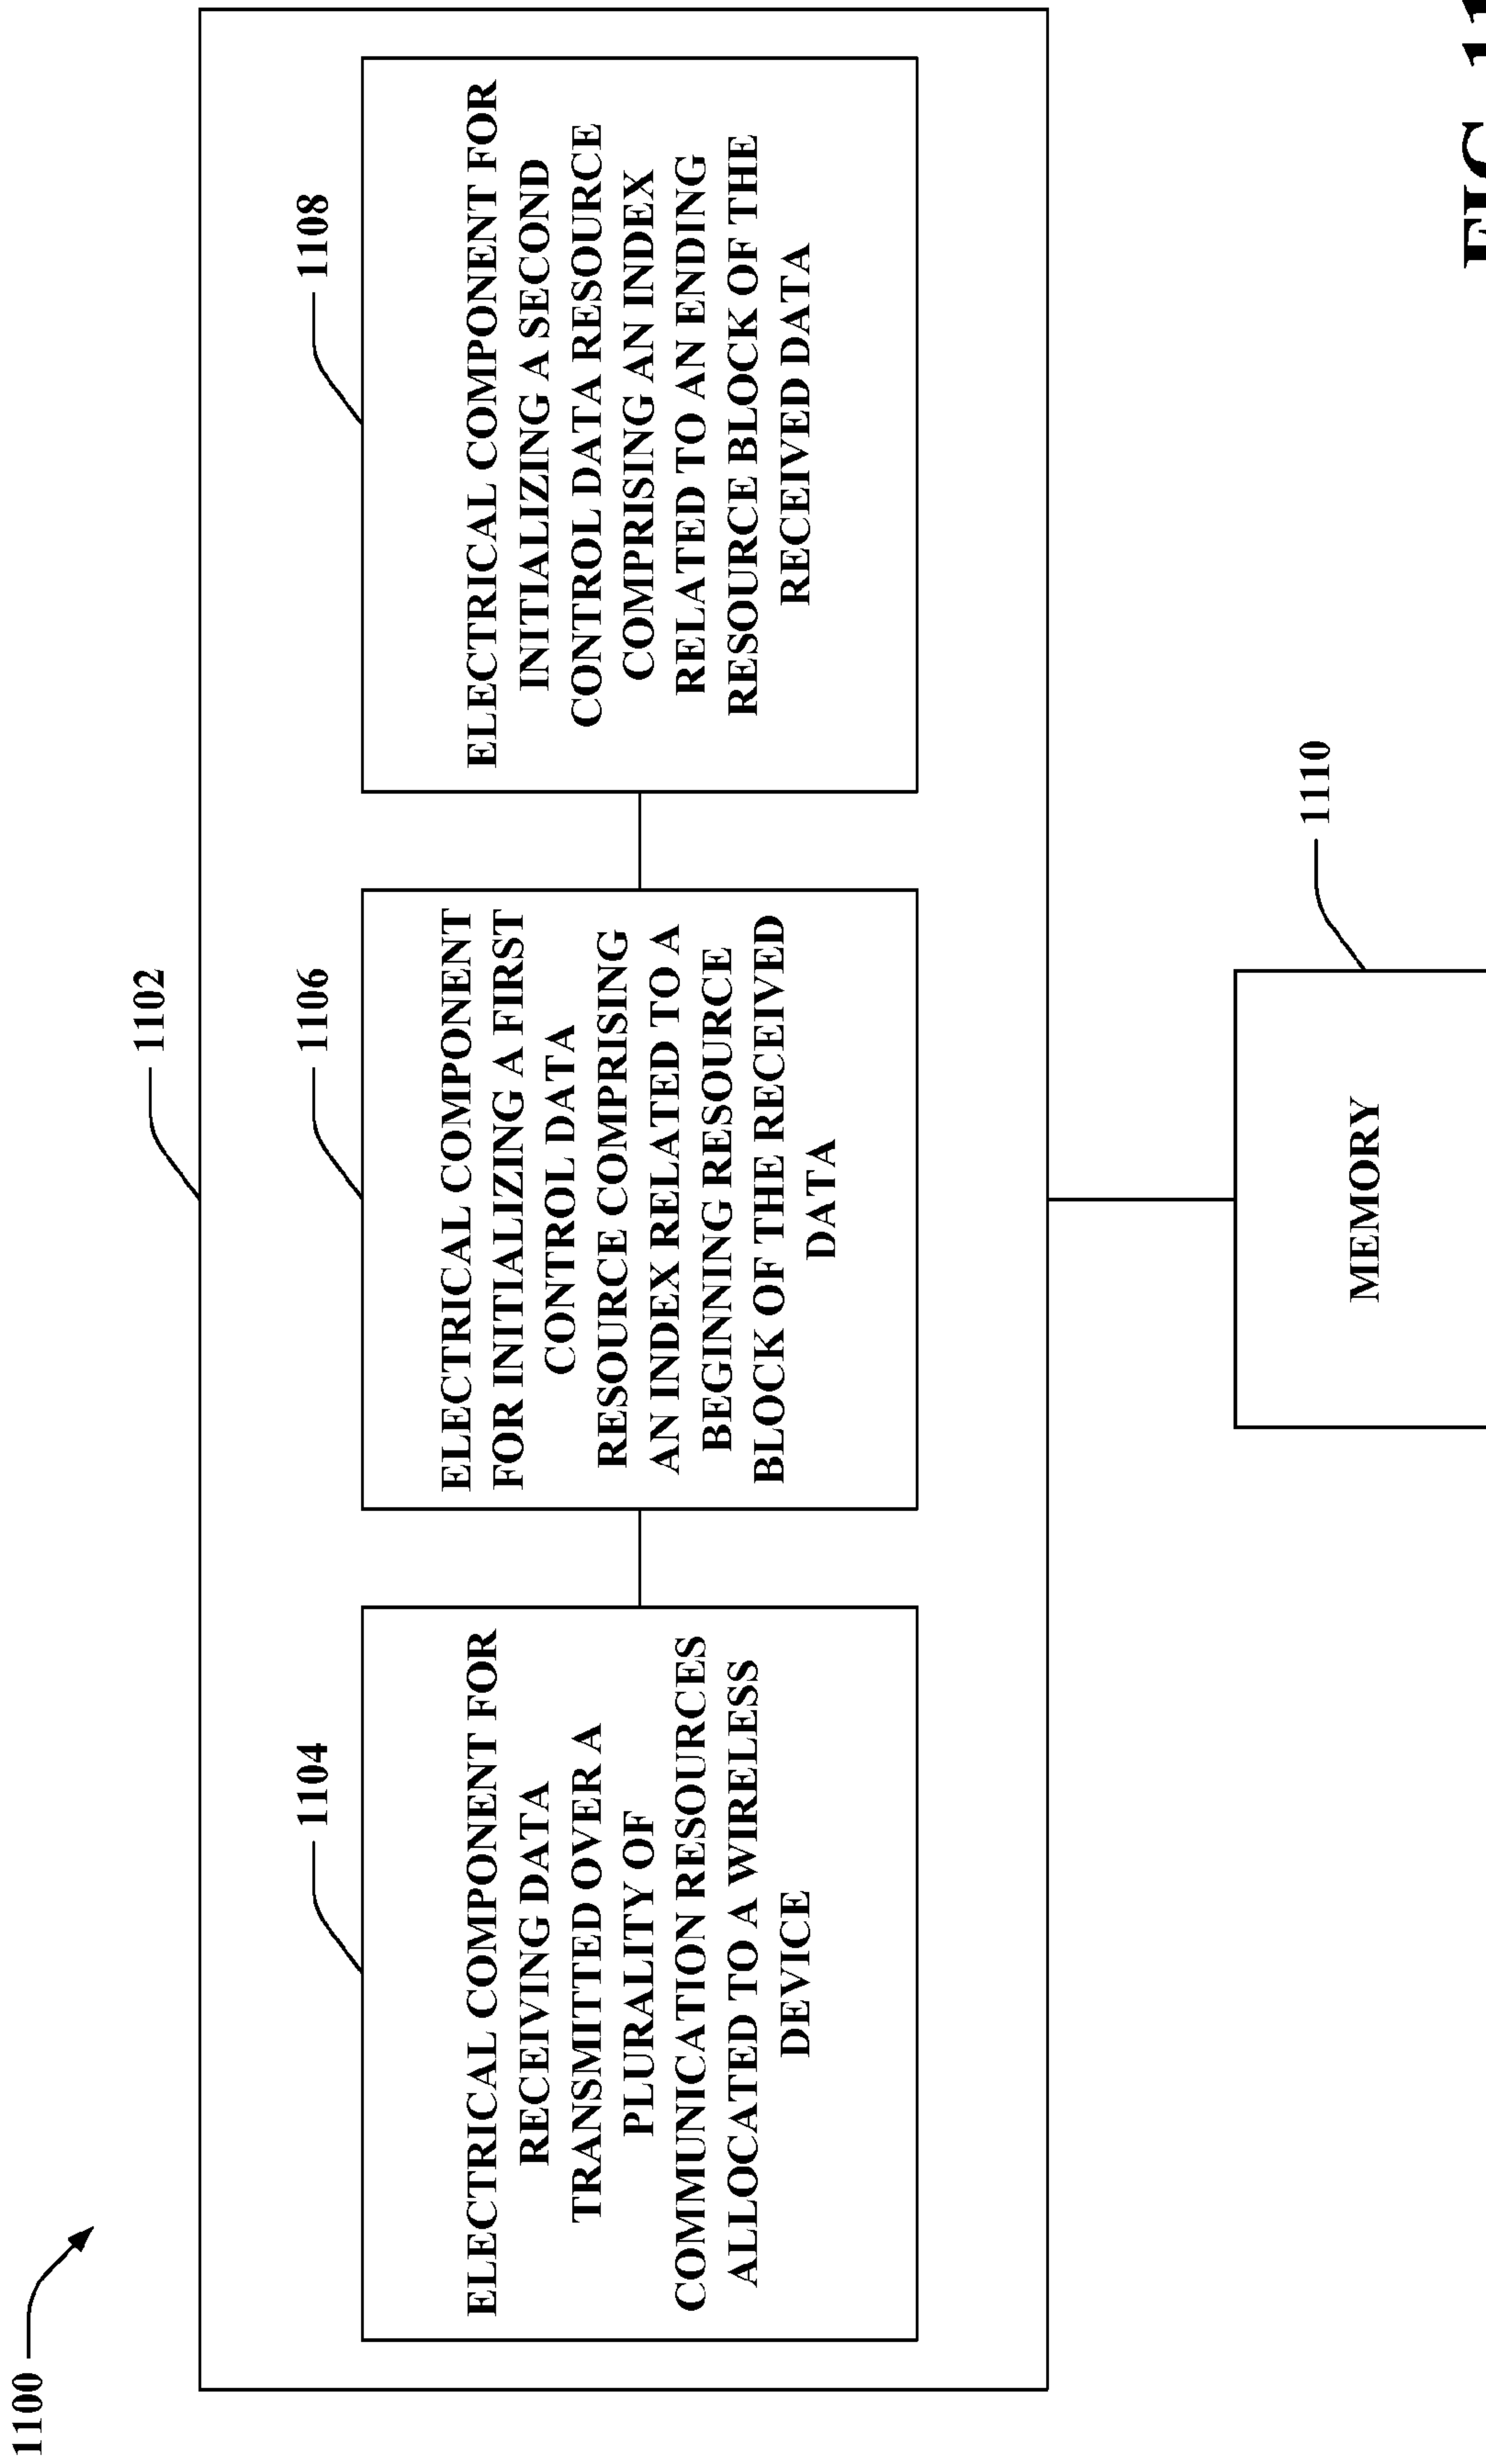 1100
1102
1104
ELECTRICAL COMPONENT FOR
RECEIVING DATA
TRANSMITTED OVER A
PLURALITY OF
COMMUNICATION RESOURCES
ALLOCATED TO A WIRELESS
DEVICE
1106
ELECTRICAL COMPONENT
FOR INITIALIZING A FIRST
CONTROL DATA
RESOURCE COMPRISING
AN INDEX RELATED TO A
BEGINNING RESOURCE
BLOCK OF THE RECEIVED
DATA
1108
ELECTRICAL COMPONENT FOR
INITIALIZING A SECOND
CONTROL DATA RESOURCE
COMPRISING AN INDEX
RELATED TO AN ENDING
RESOURCE BLOCK OF THE
RECEIVED DATA
1110
MEMORY